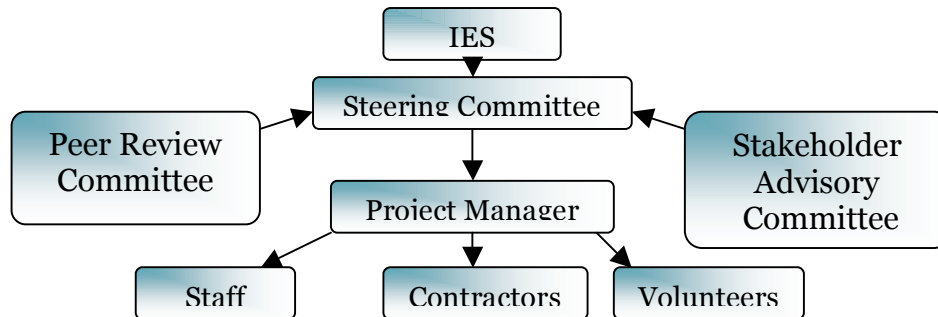 IES
Steering Committee
Peer Review
Committee
Stakeholder
Advisory
Committee
Project Manager
Staff
Contractors
Volunteers